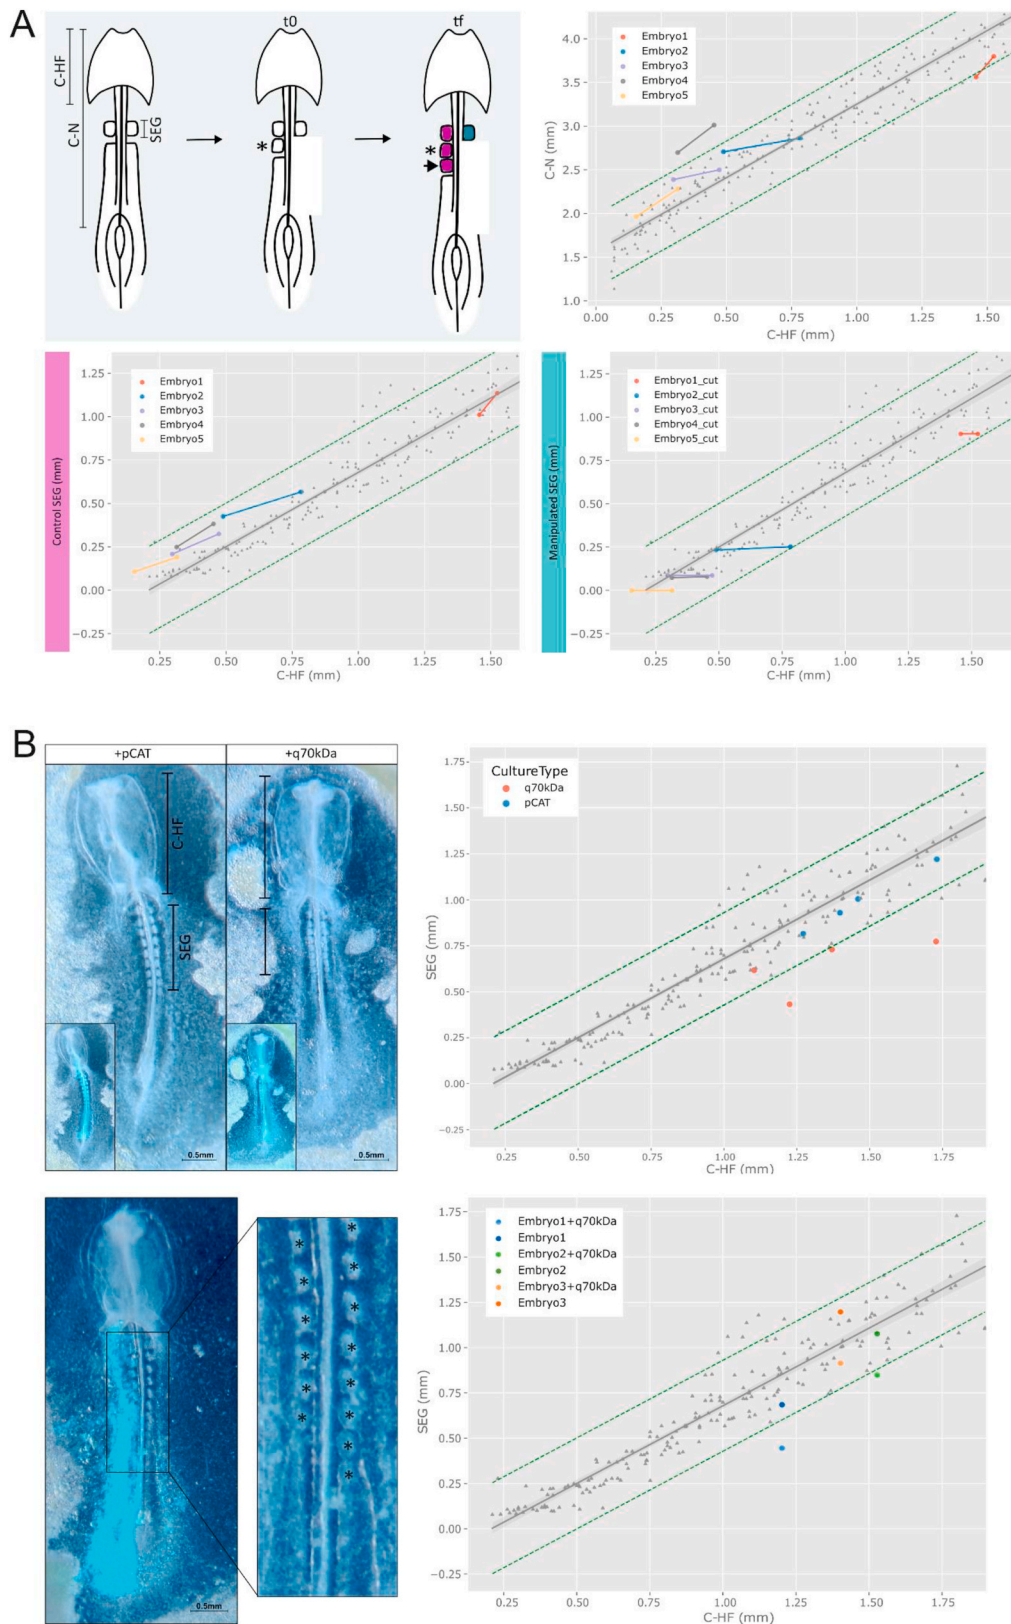 A
t0
tf
C-HF
C-N
SEG
*
*
Embryo1
Embryo2
Embryo3
Embryo4
Embryo5
C-N (mm)
4.0
3.5
3.0
2.5
2.0
1.5
1.0
0.00 0.25 0.50 0.75 1.00 1.25 1.50
C-HF (mm)
Control SEG (mm)
Embryo1
Embryo2
Embryo3
Embryo4
Embryo5
1.25
1.00
0.75
0.50
0.25
0.00
−0.25
0.25 0.50 0.75 1.00 1.25 1.50
C-HF (mm)
Manipulated SEG (mm)
Embryo1_cut
Embryo2_cut
Embryo3_cut
Embryo4_cut
Embryo5_cut
1.25
1.00
0.75
0.50
0.25
0.00
−0.25
0.25 0.50 0.75 1.00 1.25 1.50
C-HF (mm)
B
+pCAT +q70kDa
C-HF
SEG
0.5mm
0.5mm
CultureType
q70kDa
pCAT
SEG (mm)
1.75
1.50
1.25
1.00
0.75
0.50
0.25
0.00
−0.25
0.25 0.50 0.75 1.00 1.25 1.50 1.75
C-HF (mm)
0.5mm
* * * * * * * * * * * * * *
Embryo1+q70kDa
Embryo1
Embryo2+q70kDa
Embryo2
Embryo3+q70kDa
Embryo3
SEG (mm)
1.75
1.50
1.25
1.00
0.75
0.50
0.25
0.00
−0.25
0.25 0.50 0.75 1.00 1.25 1.50 1.75
C-HF (mm)